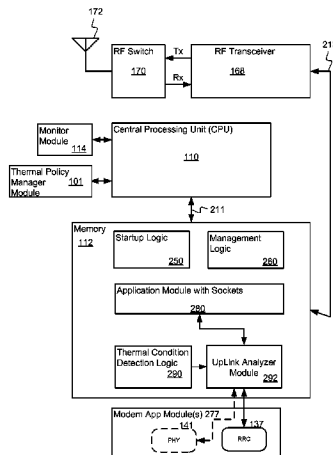 172
RF Switch
170
Tx
Rx
RF Transceiver
168
21
Monitor
Module
114
Central Processing Unit (CPU)
110
Thermal Policy
Manager 101
Module
211
Memory
112
Startup Logic
250
Management
Logic
260
Application Module with Sockets
280
Thermal Condition
Detection Logic
290
UpLink Analyzer
Module
292
Modem App Module(s) 277
141
137
PHY
RRC